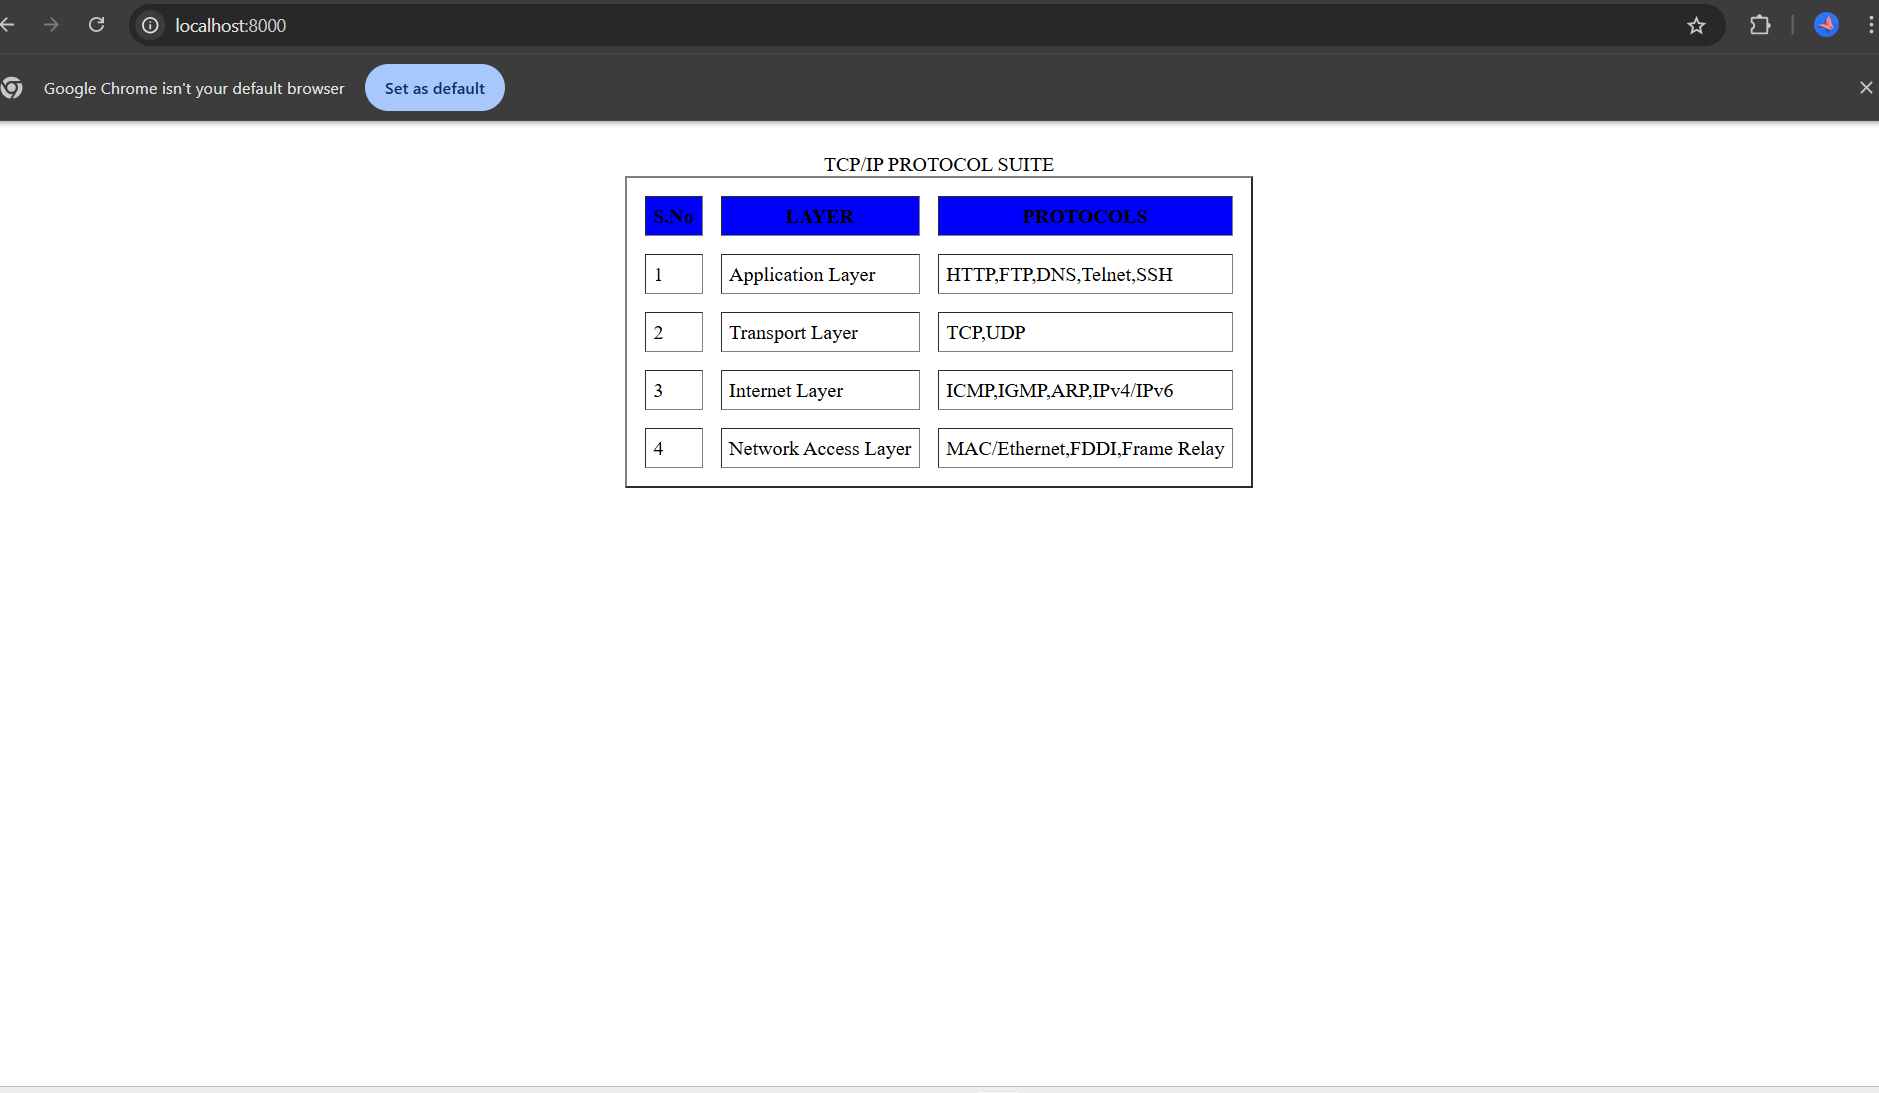 localhost:8000
Google Chrome isn't your default browser Set as default
TCP/IP PROTOCOL SUITE
S.No LAYER PROTOCOLS
1 Application Layer HTTP,FTP,DNS,Telnet,SSH
2 Transport Layer TCP,UDP
3 Internet Layer ICMP,IGMP,ARP,IPv4/IPv6
4 Network Access Layer MAC/Ethernet,FDDI,Frame Relay